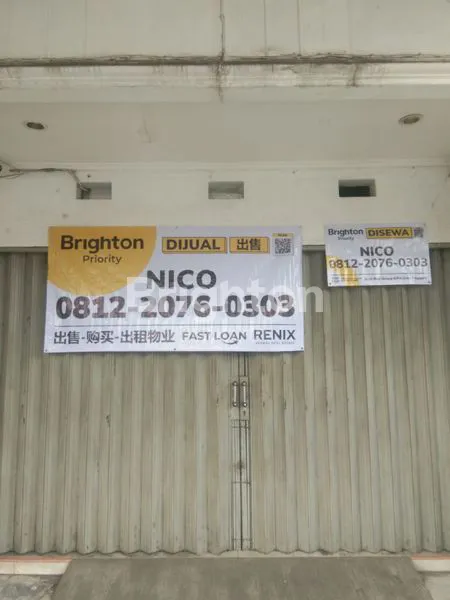 Brighton
Priority
DIJUAL
出售
NICO
0812-2076-0303
出售-购买-出租物业
FAST LOAN
RENIX
Brighton
Priority
DISEWA
NICO
0812-2076-0303
Brighton